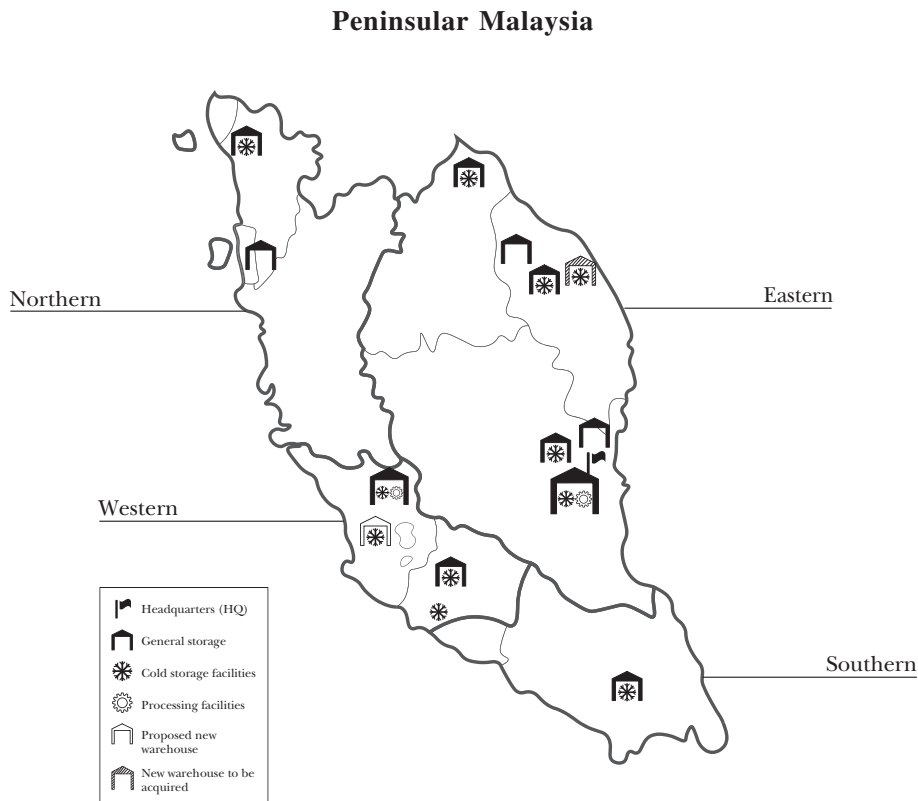 Peninsular Malaysia
Northern
Eastern
Western
Southern
Headquarters (HQ)
General storage
Cold storage facilities
Processing facilities
Proposed new
warehouse
New warehouse to be
acquired